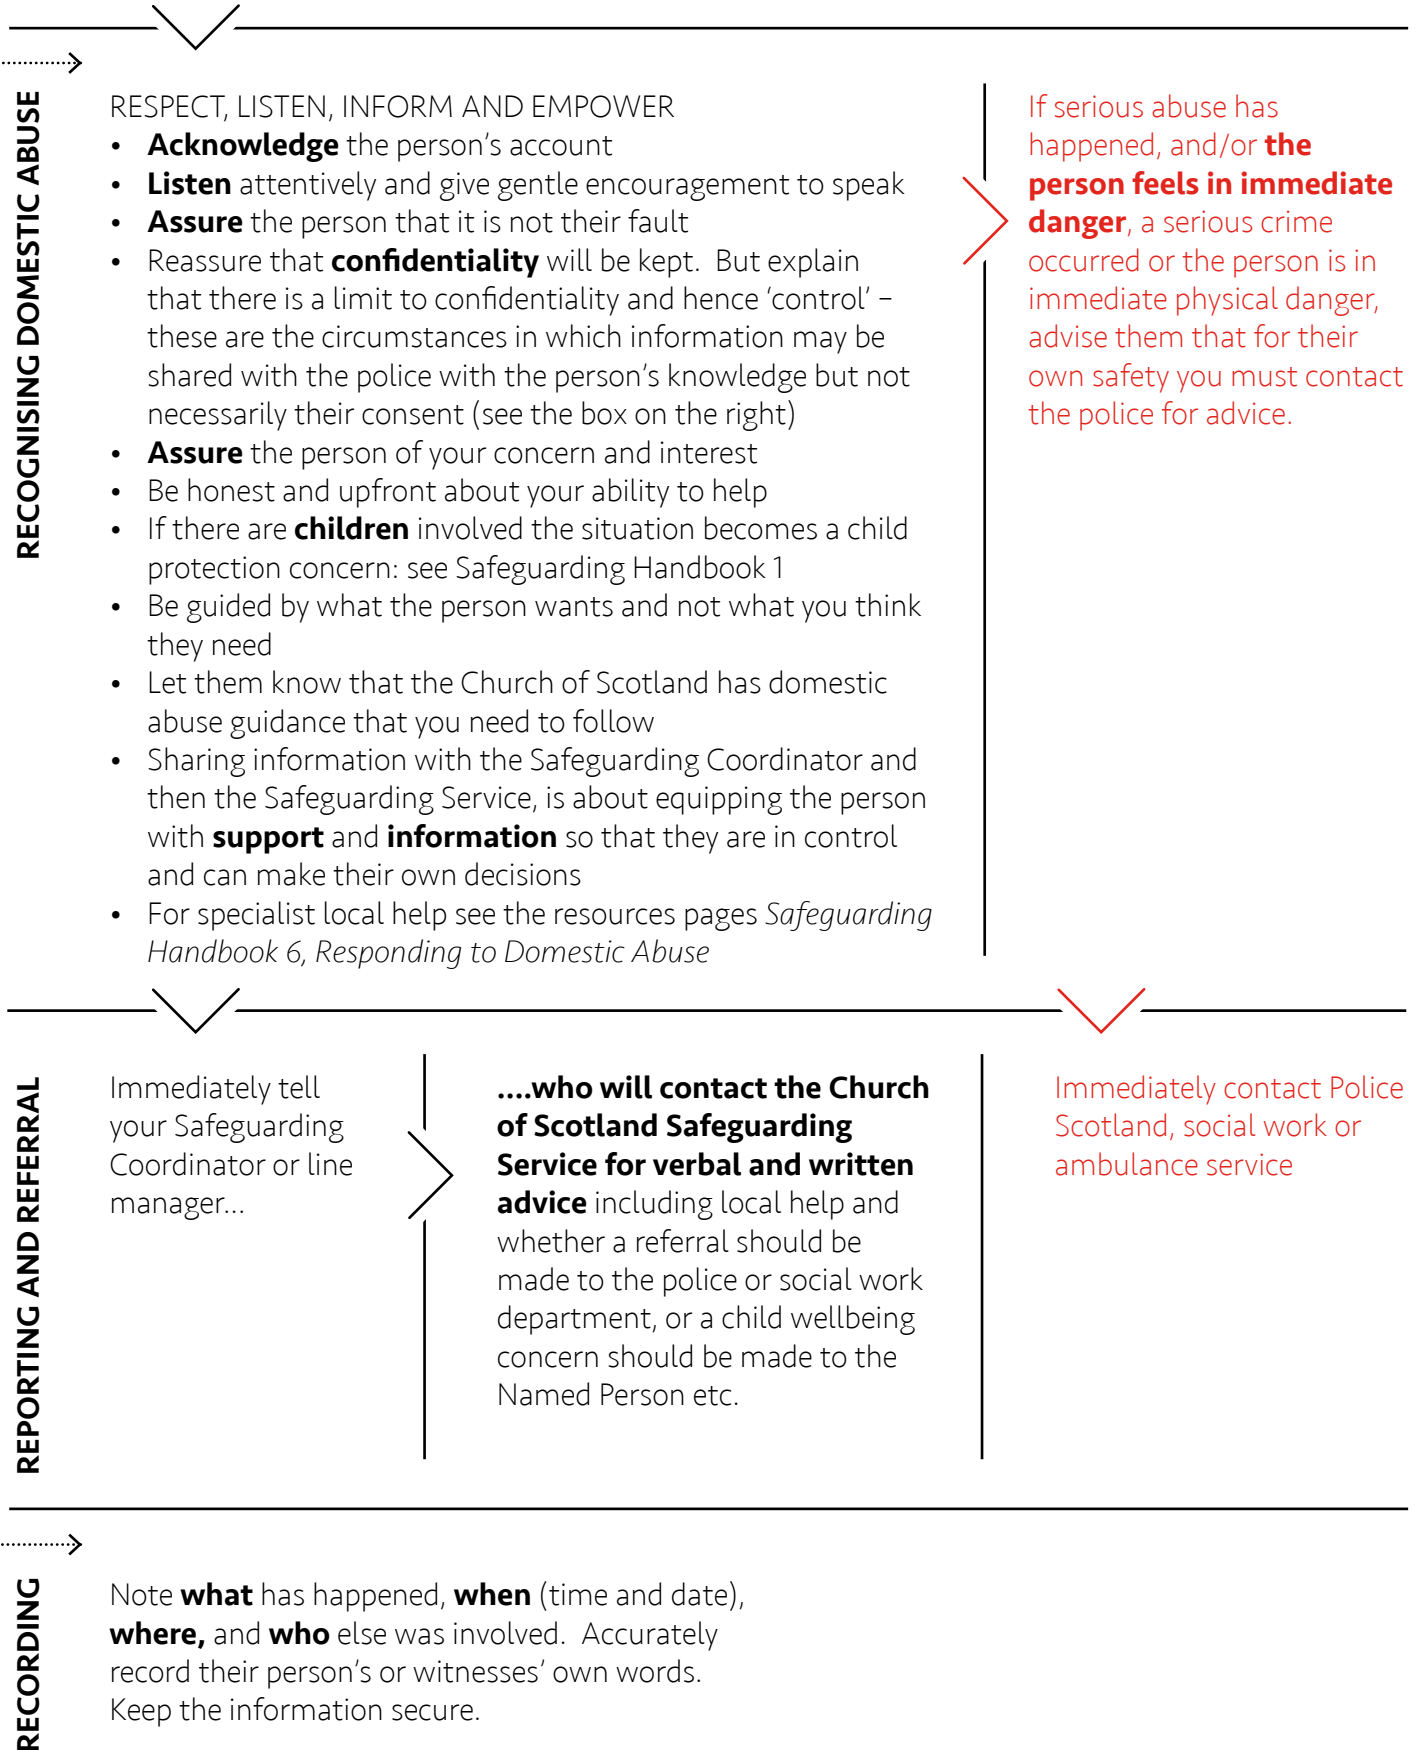 RECOGNISING DOMESTIC ABUSE
RESPECT, LISTEN, INFORM AND EMPOWER
• Acknowledge the person’s account
• Listen attentively and give gentle encouragement to speak
• Assure the person that it is not their fault
• Reassure that confidentiality will be kept.  But explain
that there is a limit to confidentiality and hence ‘control’ –
these are the circumstances in which information may be
shared with the police with the person’s knowledge but not
necessarily their consent (see the box on the right)
• Assure the person of your concern and interest
• Be honest and upfront about your ability to help
• If there are children involved the situation becomes a child
protection concern: see Safeguarding Handbook 1
• Be guided by what the person wants and not what you think
they need
• Let them know that the Church of Scotland has domestic
abuse guidance that you need to follow
• Sharing information with the Safeguarding Coordinator and
then the Safeguarding Service, is about equipping the person
with support and information so that they are in control
and can make their own decisions
• For specialist local help see the resources pages Safeguarding
Handbook 6, Responding to Domestic Abuse
If serious abuse has
happened, and/or the
person feels in immediate
danger, a serious crime
occurred or the person is in
immediate physical danger,
advise them that for their
own safety you must contact
the police for advice.
REPORTING AND REFERRAL
Immediately tell
your Safeguarding
Coordinator or line
manager...
....who will contact the Church
of Scotland Safeguarding
Service for verbal and written
advice including local help and
whether a referral should be
made to the police or social work
department, or a child wellbeing
concern should be made to the
Named Person etc.
Immediately contact Police
Scotland, social work or
ambulance service
RECORDING
Note what has happened, when (time and date),
where, and who else was involved.  Accurately
record their person’s or witnesses’ own words.
Keep the information secure.